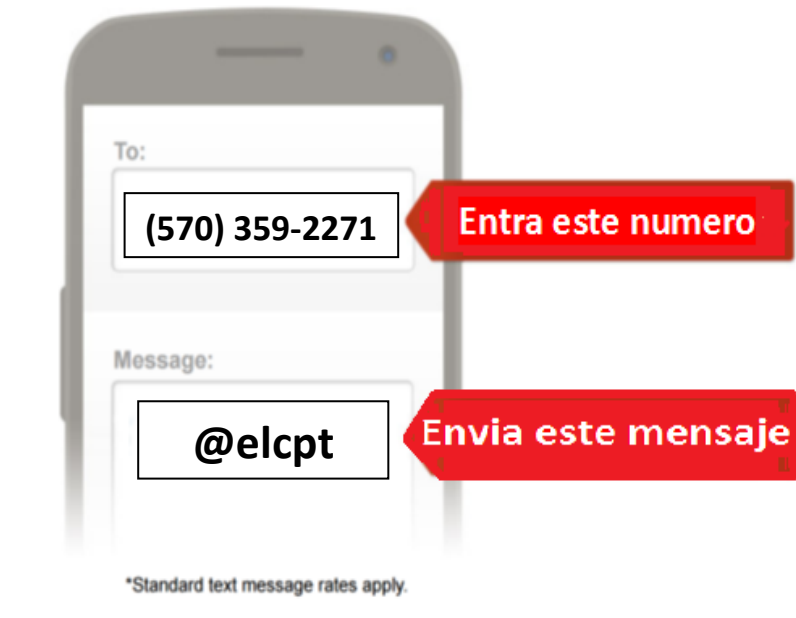 To:
(570) 359-2271
Entra este numero
Message:
@elcpt
Envia este mensaje
*Standard text message rates apply.